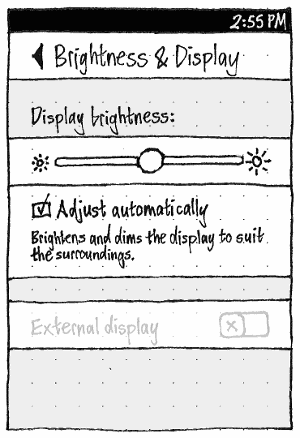 2:55 PM
Brightness & Display
Display brightness:
Adjust automatically
Brightens and dims the display to suit
the surroundings.
External display